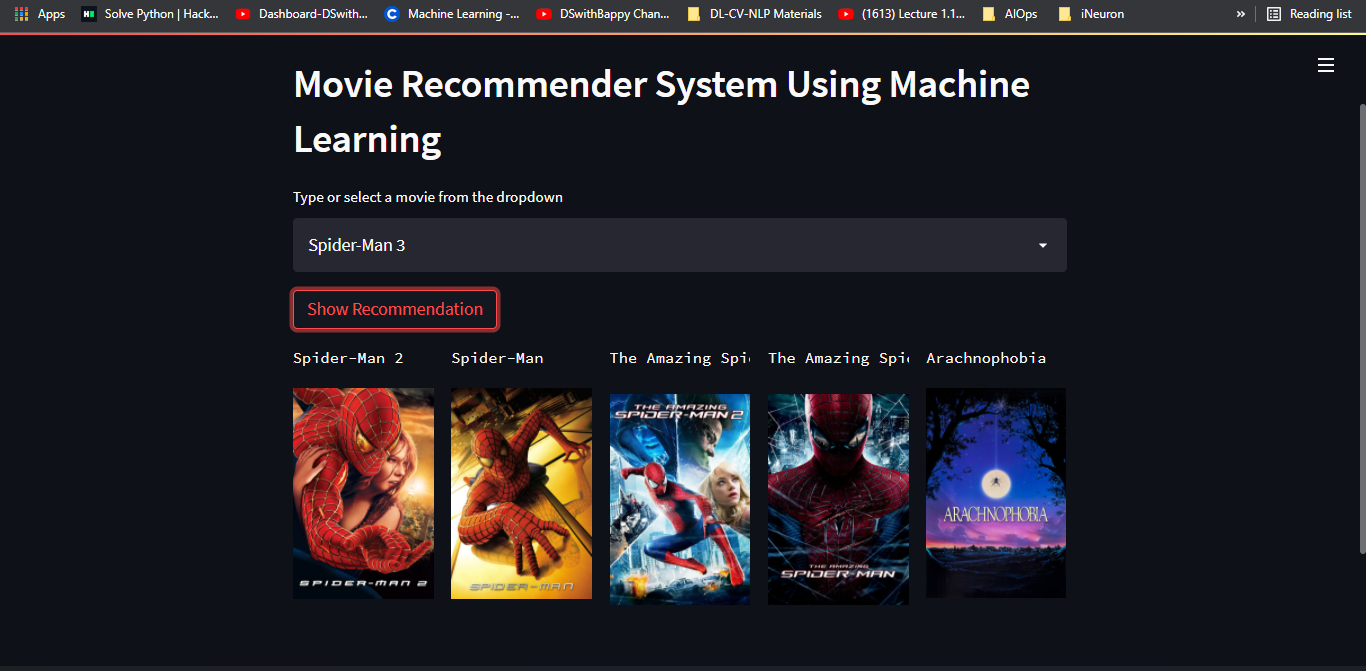 Apps Solve Python | Hack... Dashboard-DSwith... Machine Learning -... DSwithBappy Chan... DL-CV-NLP Materials (1613) Lecture 1.1... AIOps iNeuron » Reading list
Movie Recommender System Using Machine
Learning
Type or select a movie from the dropdown
Spider-Man 3
Show Recommendation
Spider-Man 2 Spider-Man The Amazing Spi The Amazing Spi Arachnophobia
THE AMAZING
SPIDER-MAN 2
ARACHNOPHOBIA
THE AMAZING
SPIDER-MAN
SPIDER-MAN 2
SPIDER-MAN